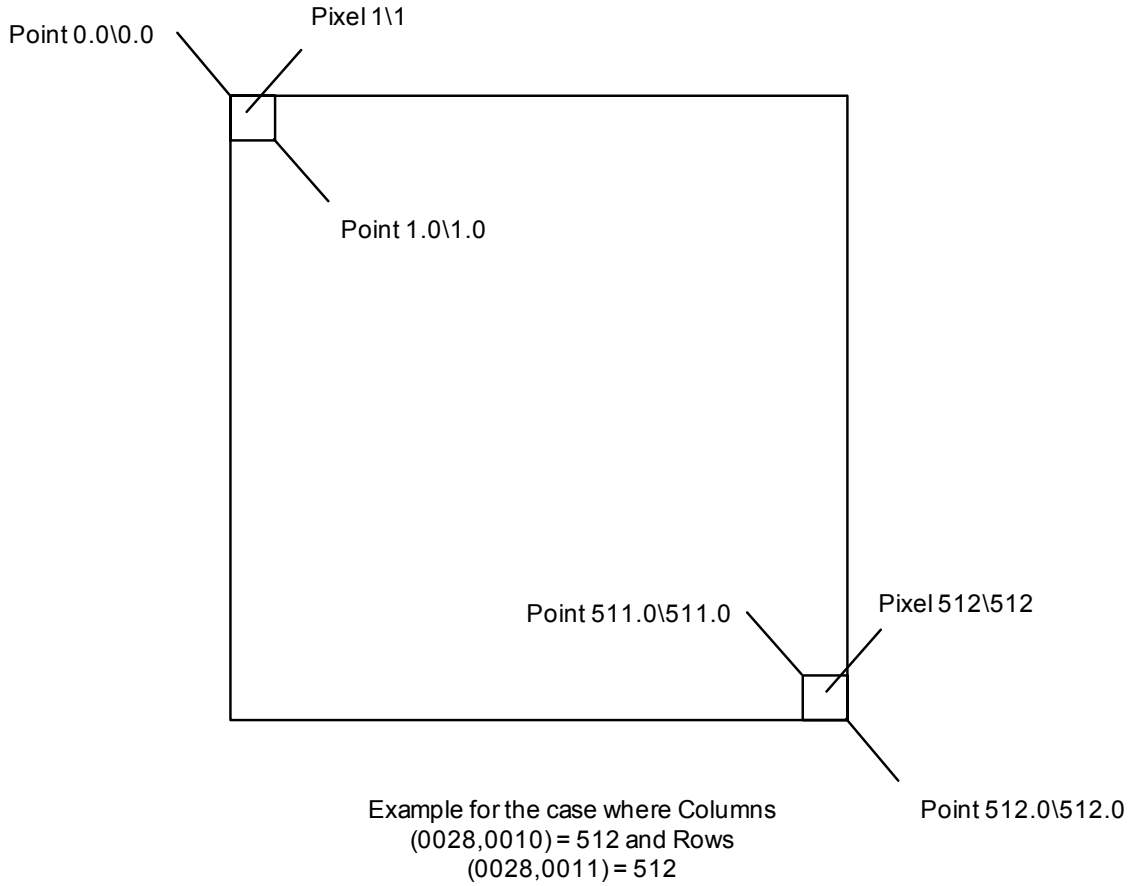 Pixel 1\1
Point 0.0\0.0
Point 1.0\1.0
Pixel 512\512
Point 511.0\511.0
Example for the case where Columns
(0028,0010) = 512 and Rows
(0028,0011) = 512
Point 512.0\512.0